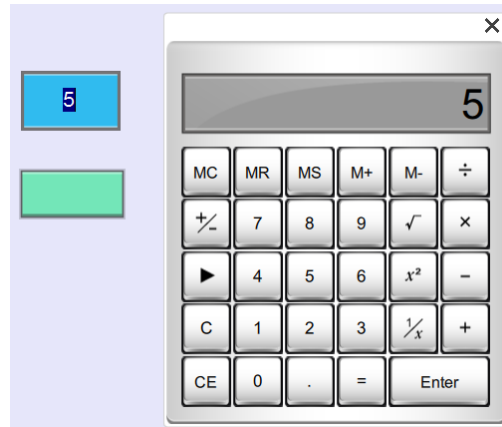 5
5
MC MR MS M+ M- ÷
+/- 7 8 9 √ ×
▶ 4 5 6 x² −
C 1 2 3 1/x +
CE 0 . = Enter